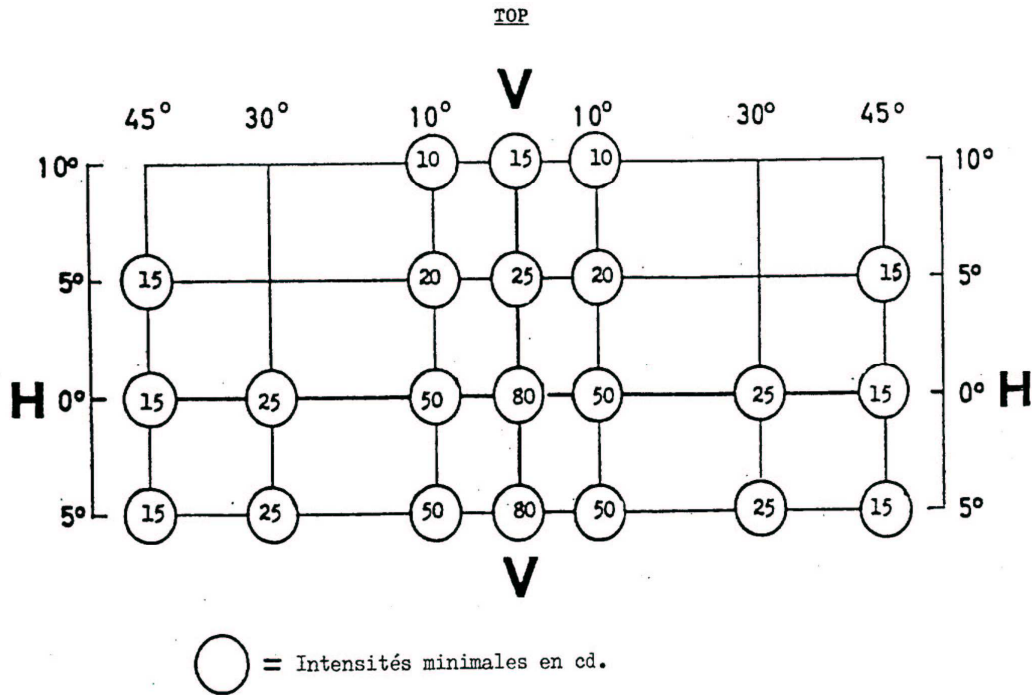 TOP
V
45° 30° 10° 10° 30° 45°
10° 10 15 10 10°
5° 15 20 25 20 15 5°
H 0° 15 25 50 80 50 25 15 0° H
5° 15 25 50 80 50 25 15 5°
V
= Intensités minimales en cd.